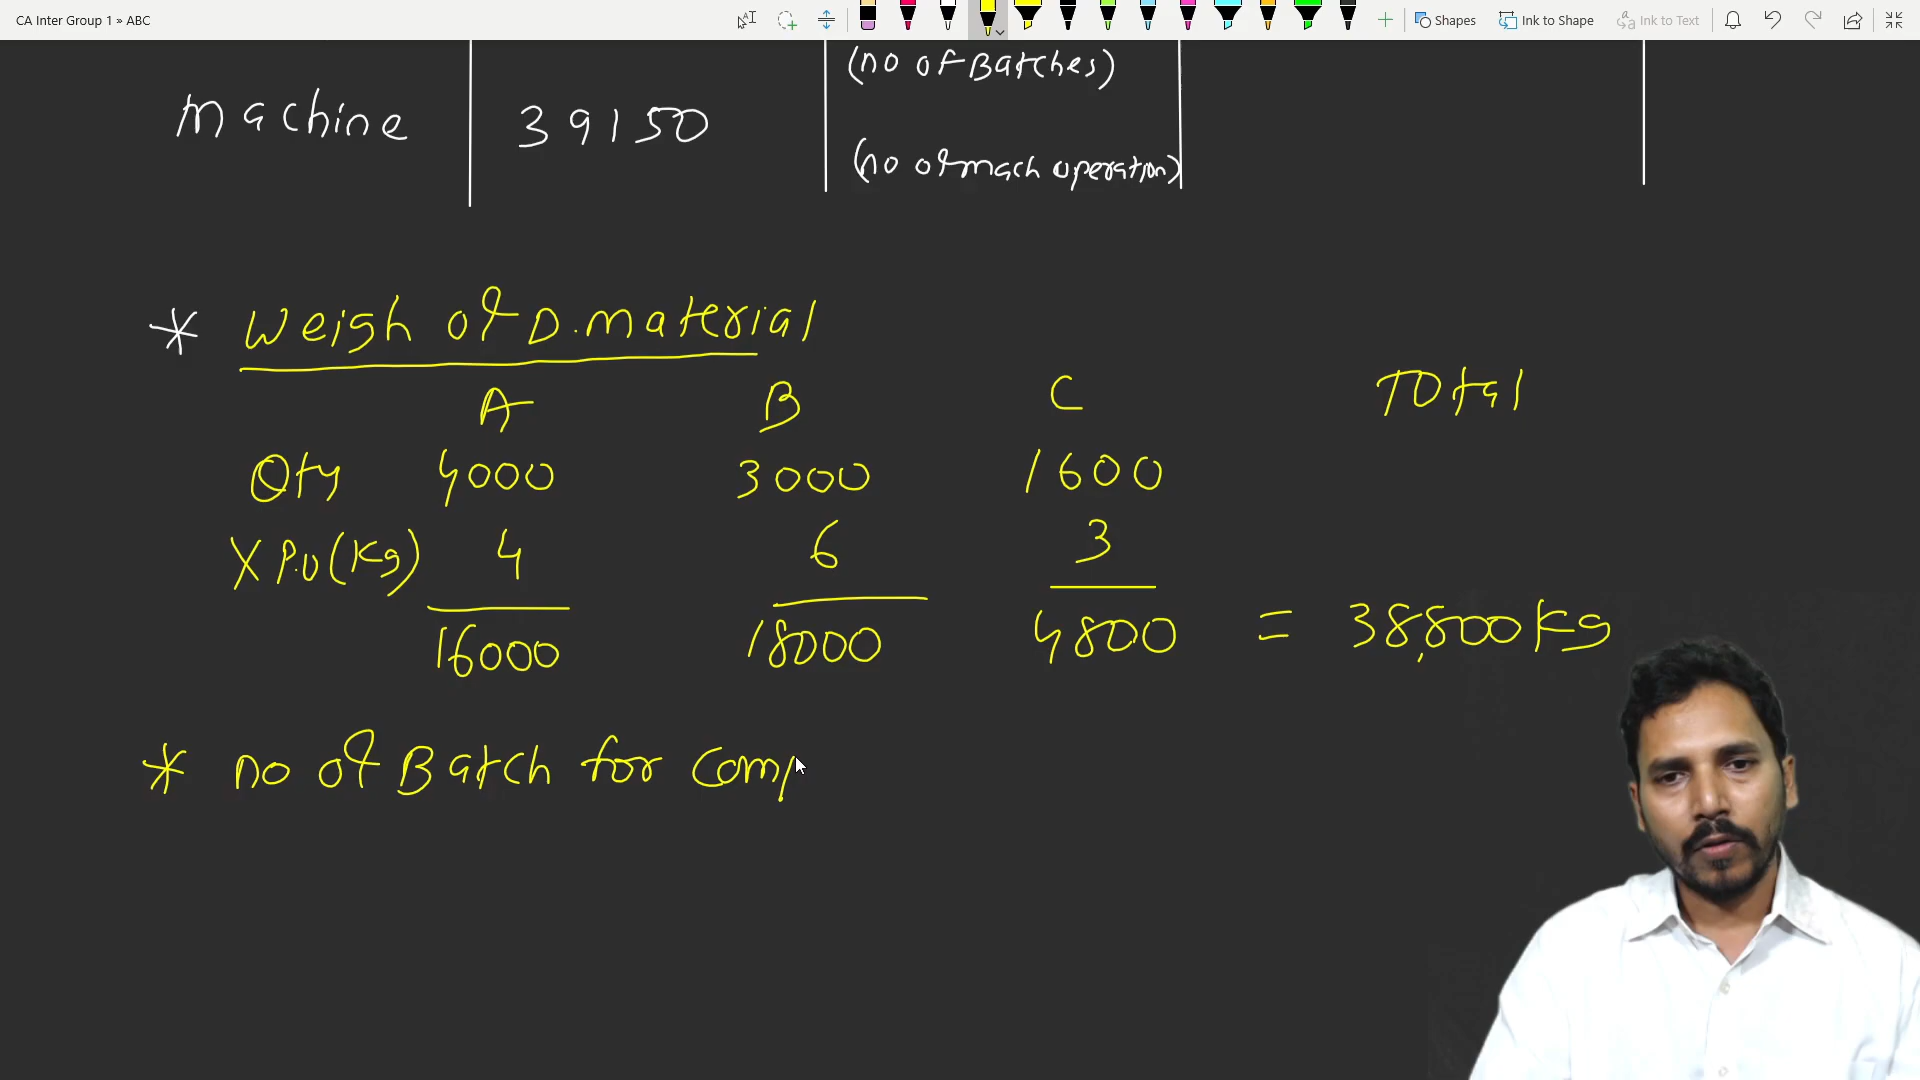 CA Inter Group 1 » ABC
Shapes Ink to Shape Ink to Text
(no of Batches)
machine 39150
(no of mach operation)
* Weigh of D.material
A B C Total
Qty 4000 3000 1600
X P.U(Kg) 4 6 3
16000 18000 4800 = 38,800 Kg
* no of Batch for Comp